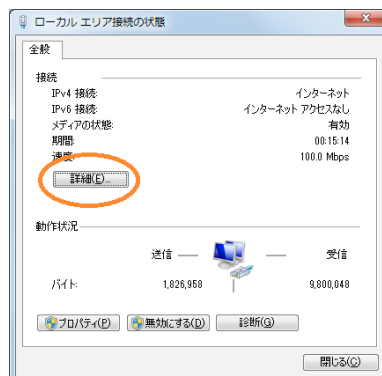 ローカル エリア接続の状態
全般
接続
IPv4 接続: インターネット
IPv6 接続: インターネット アクセスなし
メディアの状態: 有効
期間: 00:15:14
速度: 100.0 Mbps
詳細(E)...
動作状況
送信 — — 受信
バイト: 1,826,958 9,800,048
プロパティ(P) 無効にする(D) 診断(G)
閉じる(C)